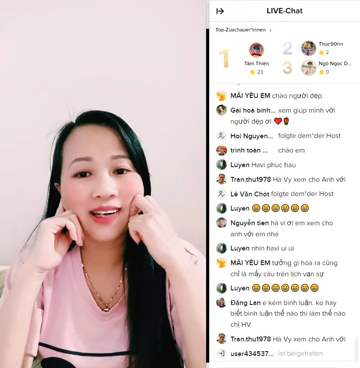 LIVE-Chat
Top-Zuschauer*innen >
1
Tâm Thiện
23
2
Thuc90hn
2
3
Ngô Ngọc D...
0
MÃI YÊU EM chào người đẹp
Gái hoà bình... xem giúp mình với
người đẹp ơi ❤️🌹
Hoi Nguyen... folgte dem*der Host
trinh toàn ... chào em
Luyen Havi phuc hau
Tran.thu1978 Hà Vy xem cho Anh với
Lê Văn Chót folgte dem*der Host
Luyen 😄😄😄😄😄😄
Nguyễn tien hà vi ơi em xem cho
anh với em nhé
Luyen nhin havi ui ui
MÃI YÊU EM tưởng gì hóa ra cũng
chỉ là mấy câu trên lịch vạn sự
Luyen 😄😄😄😄😄😄😄
Đặng Lan e kém bình luận. ko hay
biết bình luận thế nào thì làm thế nào
chị HV
Tran.thu1978 Hà Vy xem cho Anh với
user434537... ist beigetreten